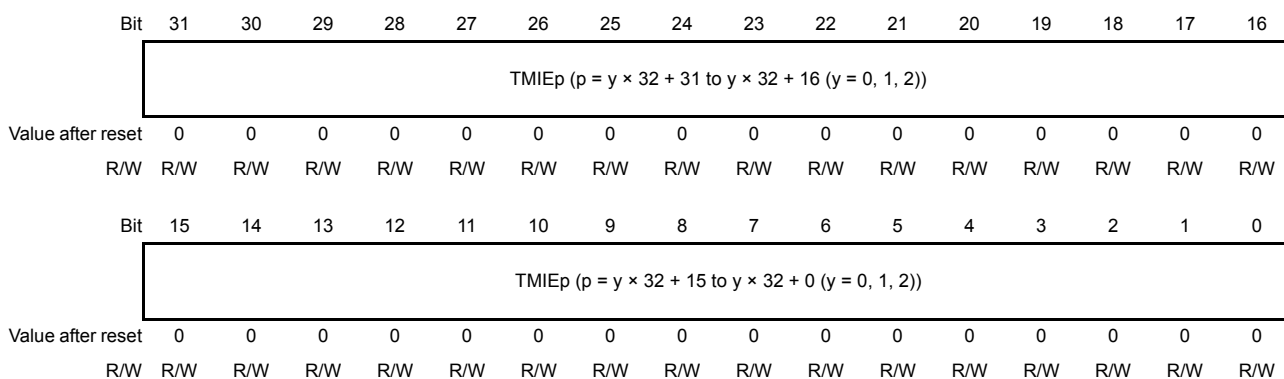 Bit 31 30 29 28 27 26 25 24 23 22 21 20 19 18 17 16
TMIEp (p = y × 32 + 31 to y × 32 + 16 (y = 0, 1, 2))
Value after reset 0 0 0 0 0 0 0 0 0 0 0 0 0 0 0 0
R/W R/W R/W R/W R/W R/W R/W R/W R/W R/W R/W R/W R/W R/W R/W R/W R/W
Bit 15 14 13 12 11 10 9 8 7 6 5 4 3 2 1 0
TMIEp (p = y × 32 + 15 to y × 32 + 0 (y = 0, 1, 2))
Value after reset 0 0 0 0 0 0 0 0 0 0 0 0 0 0 0 0
R/W R/W R/W R/W R/W R/W R/W R/W R/W R/W R/W R/W R/W R/W R/W R/W R/W